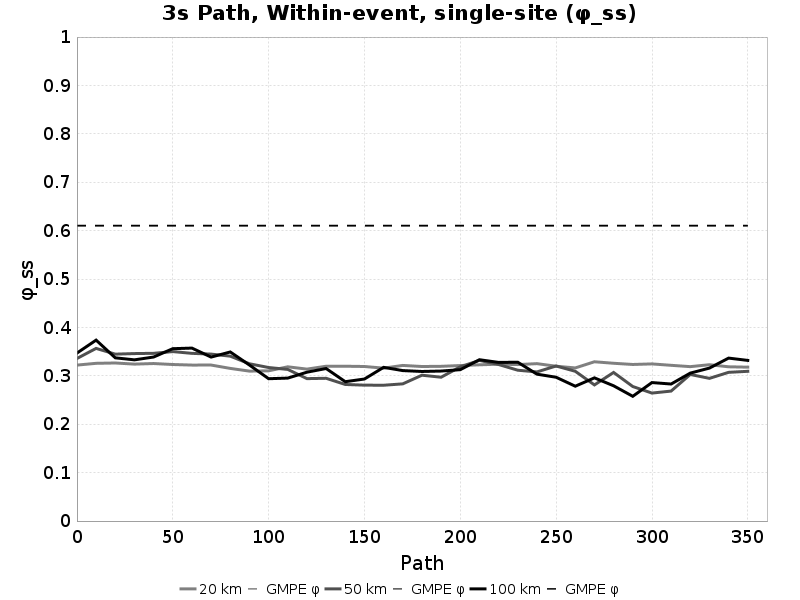 3s Path, Within-event, single-site (φ_ss)
1
0.9
0.8
0.7
0.6
0.5
0.4
0.3
0.2
0.1
0
φ_ss
0 50 100 150 200 250 300 350
Path
20 km GMPE φ 50 km GMPE φ 100 km GMPE φ